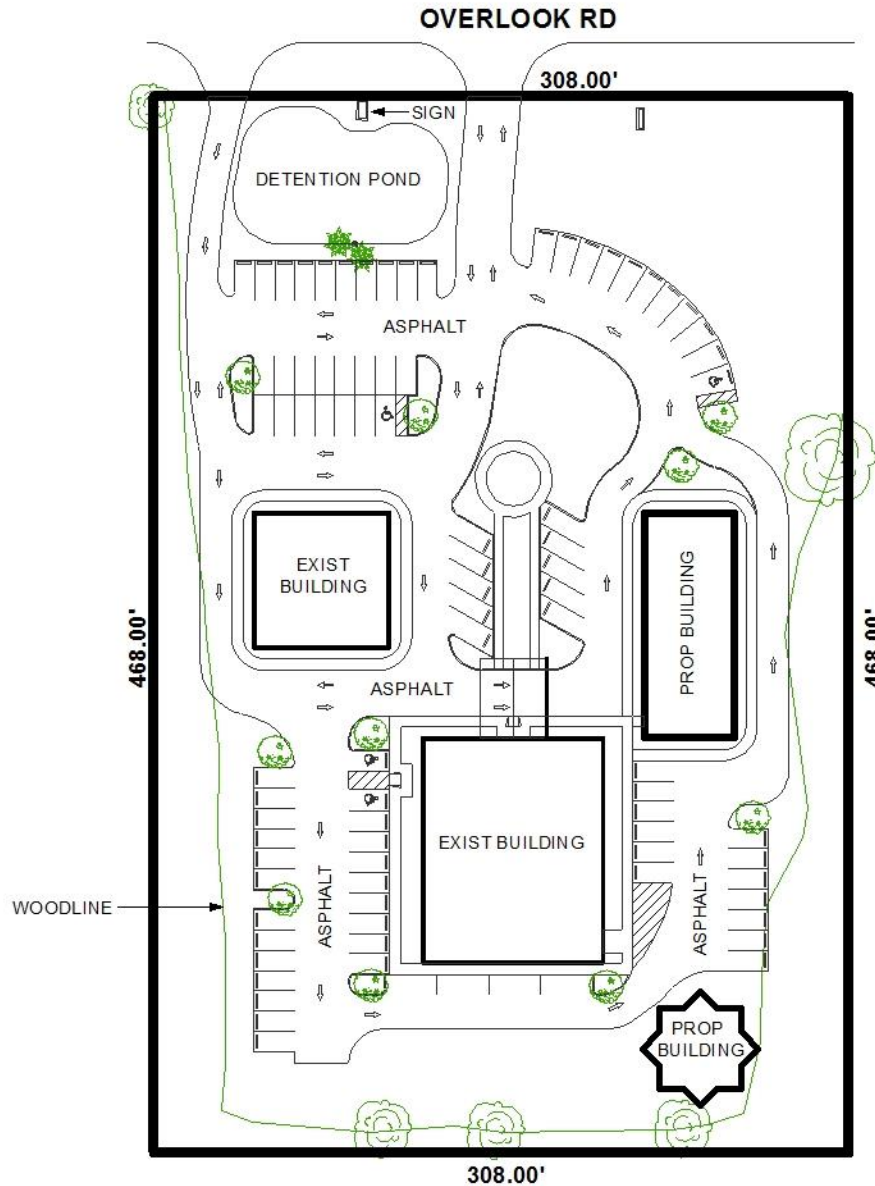 OVERLOOK RD
308.00'
SIGN
DETENTION POND
ASPHALT
EXIST
BUILDING
PROP BUILDING
468.00'
468.00'
ASPHALT
EXIST BUILDING
WOODLINE
ASPHALT
ASPHALT
PROP
BUILDING
308.00'